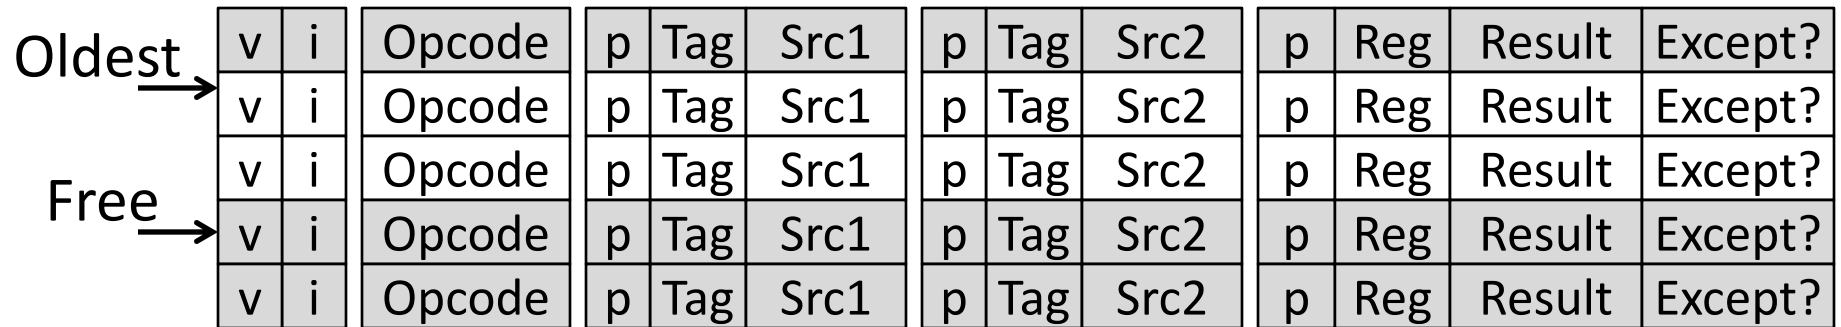 v i Opcode p Tag Src1 p Tag Src2 p Reg Result Except?
Oldest
v i Opcode p Tag Src1 p Tag Src2 p Reg Result Except?
v i Opcode p Tag Src1 p Tag Src2 p Reg Result Except?
Free
v i Opcode p Tag Src1 p Tag Src2 p Reg Result Except?
v i Opcode p Tag Src1 p Tag Src2 p Reg Result Except?